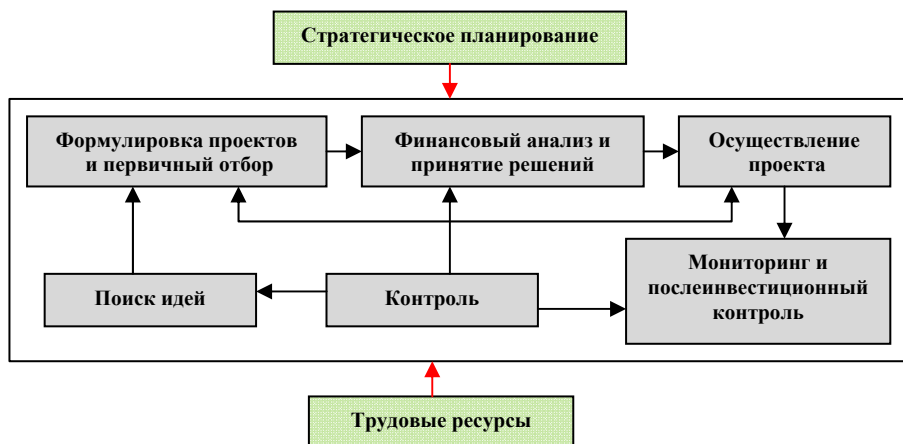 Стратегическое планирование
Формулировка проектов
и первичный отбор
Финансовый анализ и
принятие решений
Осуществление
проекта
Поиск идей
Контроль
Мониторинг и
послеинвестиционный
контроль
Трудовые ресурсы